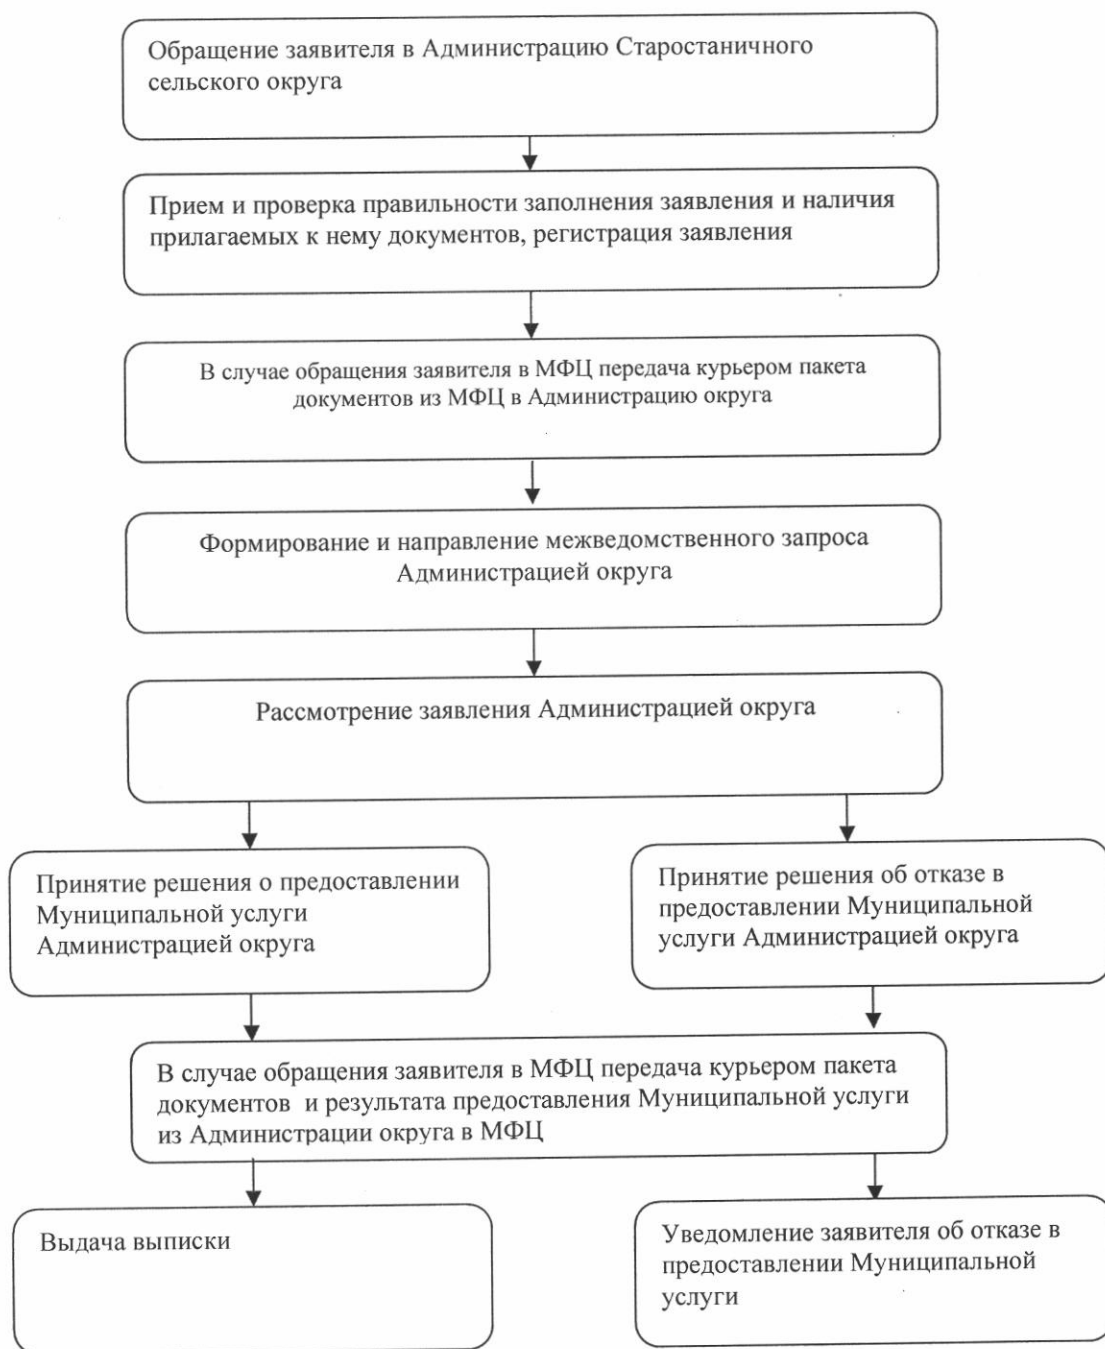 Обращение заявителя в Администрацию Старостаничного
сельского округа
Прием и проверка правильности заполнения заявления и наличия
прилагаемых к нему документов, регистрация заявления
В случае обращения заявителя в МФЦ передача курьером пакета
документов из МФЦ в Администрацию округа
Формирование и направление межведомственного запроса
Администрацией округа
Рассмотрение заявления Администрацией округа
Принятие решения о предоставлении
Муниципальной услуги
Администрацией округа
Принятие решения об отказе в
предоставлении Муниципальной
услуги Администрацией округа
В случае обращения заявителя в МФЦ передача курьером пакета
документов и результата предоставления Муниципальной услуги
из Администрации округа в МФЦ
Выдача выписки
Уведомление заявителя об отказе в
предоставлении Муниципальной
услуги